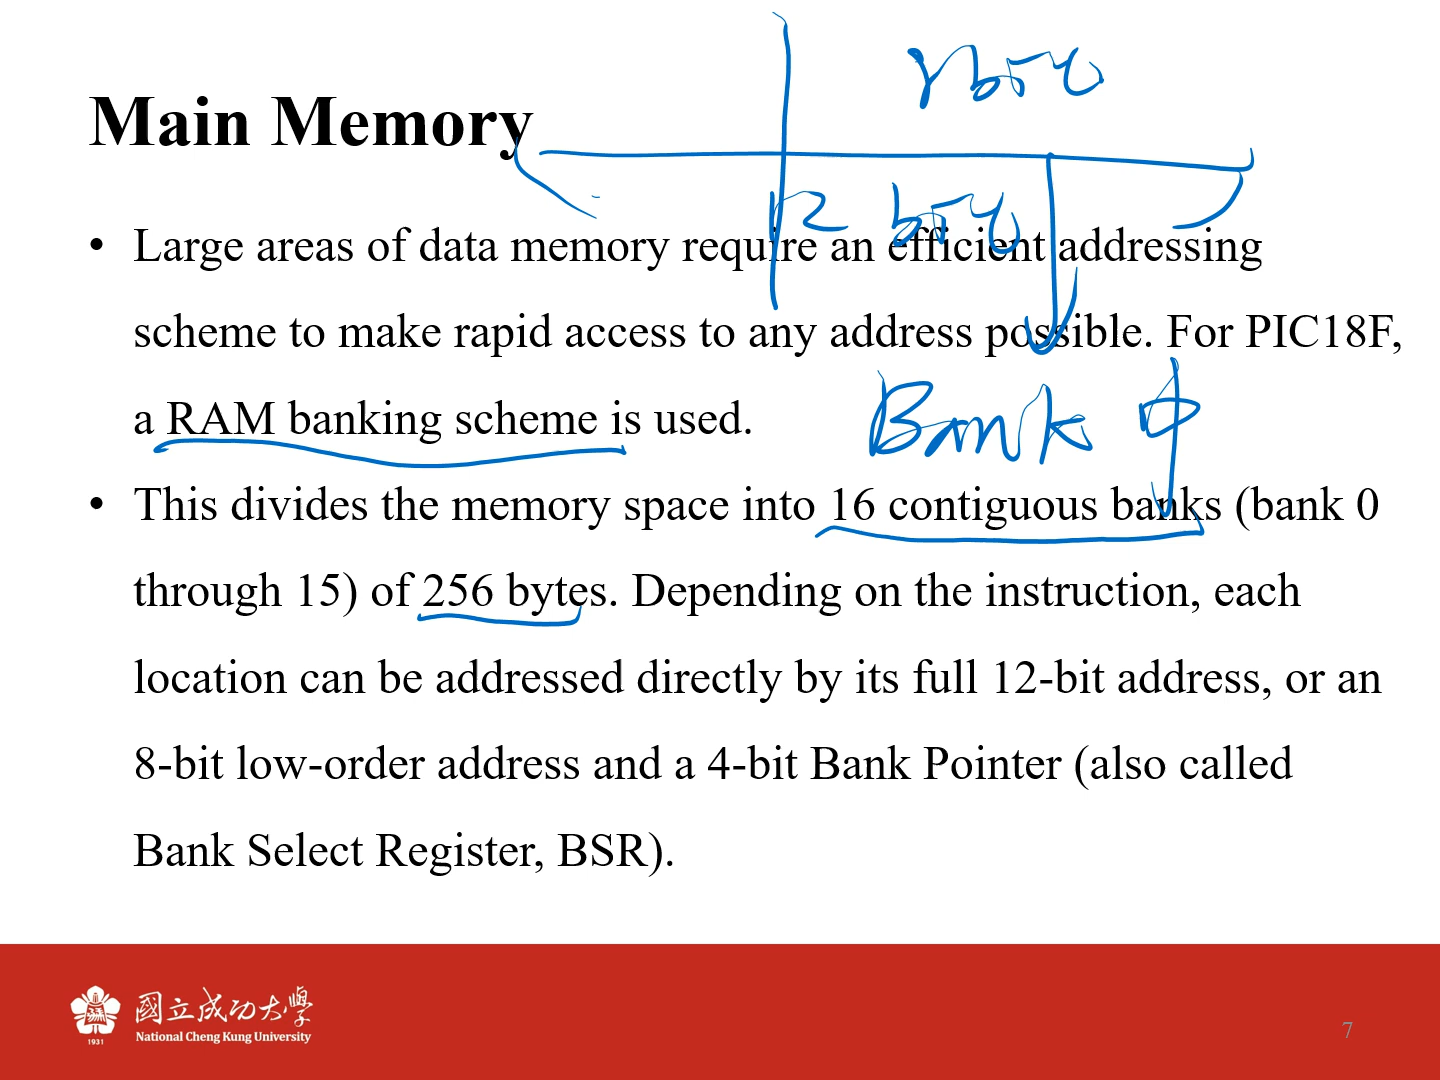 Main Memory
12
Bank
• Large areas of data memory require an efficient addressing
scheme to make rapid access to any address possible. For PIC18F,
a RAM banking scheme is used.
• This divides the memory space into 16 contiguous banks (bank 0
through 15) of 256 bytes. Depending on the instruction, each
location can be addressed directly by its full 12-bit address, or an
8-bit low-order address and a 4-bit Bank Pointer (also called
Bank Select Register, BSR).
國立成功大學
National Cheng Kung University
1931
7